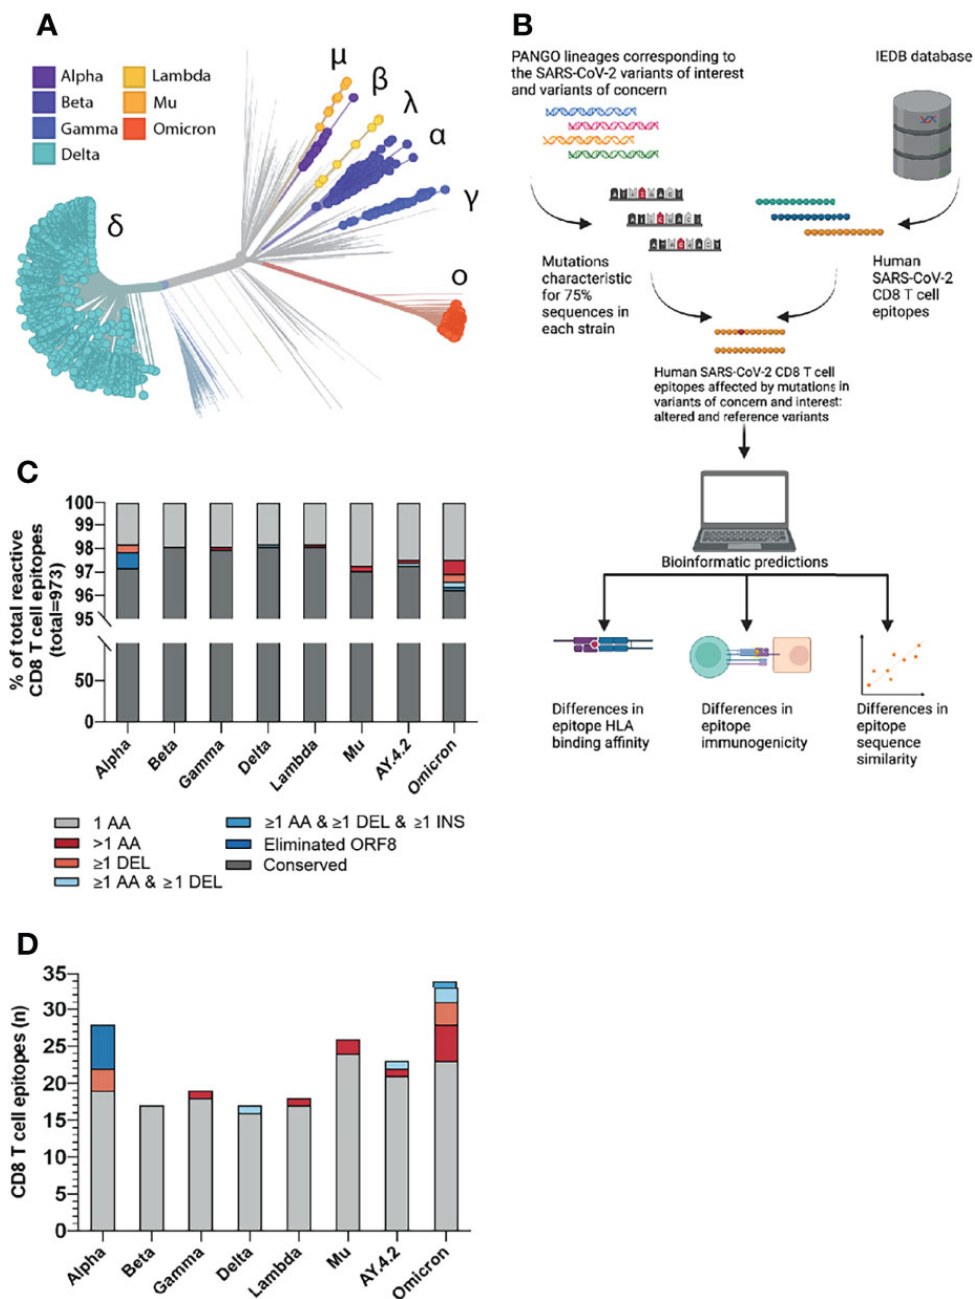 A
Alpha
Beta
Gamma
Delta
Lambda
Mu
Omicron
μ
β
λ
α
γ
δ
o
B
PANGO lineages corresponding to
the SARS-CoV-2 variants of interest
and variants of concern
IEDB database
Mutations
characteristic
for 75%
sequences in
each strain
Human
SARS-CoV-2
CD8 T cell
epitopes
Human SARS-CoV-2 CD8 T cell
epitopes affected by mutations in
variants of concern and interest:
altered and reference variants
Bioinformatic predictions
Differences in
epitope HLA
binding affinity
Differences in
epitope
immunogenicity
Differences in
epitope
sequence
similarity
C
% of total reactive
CD8 T cell epitopes
(total=973)
100
99
98
97
96
95
50
0
Alpha
Beta
Gamma
Delta
Lambda
Mu
AY.4.2
Omicron
1 AA
>1 AA
≥1 DEL
≥1 AA & ≥1 DEL
≥1 AA & ≥1 DEL & ≥1 INS
Eliminated ORF8
Conserved
D
CD8 T cell epitopes (n)
35
30
25
20
15
10
5
0
Alpha
Beta
Gamma
Delta
Lambda
Mu
AY.4.2
Omicron